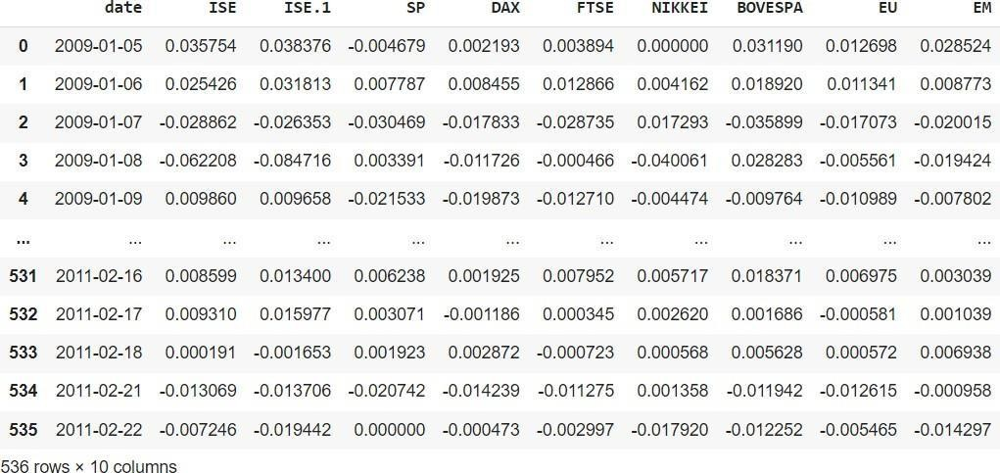 date ISE ISE.1 SP DAX FTSE NIKKEI BOVESPA EU EM
0 2009-01-05 0.035754 0.038376 -0.004679 0.002193 0.003894 0.000000 0.031190 0.012698 0.028524
1 2009-01-06 0.025426 0.031813 0.007787 0.008455 0.012866 0.004162 0.018920 0.011341 0.008773
2 2009-01-07 -0.028862 -0.026353 -0.030469 -0.017833 -0.028735 0.017293 -0.035899 -0.017073 -0.020015
3 2009-01-08 -0.062208 -0.084716 0.003391 -0.011726 -0.000466 -0.040061 0.028283 -0.005561 -0.019424
4 2009-01-09 0.009860 0.009658 -0.021533 -0.019873 -0.012710 -0.004474 -0.009764 -0.010989 -0.007802
... ... ... ... ... ... ... ... ... ... ...
531 2011-02-16 0.008599 0.013400 0.006238 0.001925 0.007952 0.005717 0.018371 0.006975 0.003039
532 2011-02-17 0.009310 0.015977 0.003071 -0.001186 0.000345 0.002620 0.001686 -0.000581 0.001039
533 2011-02-18 0.000191 -0.001653 0.001923 0.002872 -0.000723 0.000568 0.005628 0.000572 0.006938
534 2011-02-21 -0.013069 -0.013706 -0.020742 -0.014239 -0.011275 0.001358 -0.011942 -0.012615 -0.000958
535 2011-02-22 -0.007246 -0.019442 0.000000 -0.000473 -0.002997 -0.017920 -0.012252 -0.005465 -0.014297
536 rows × 10 columns